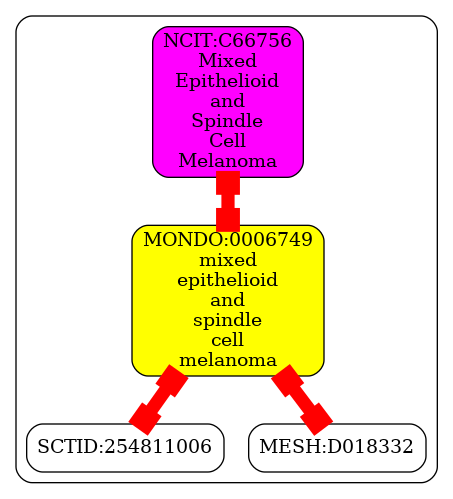 NCIT:C66756
Mixed
Epithelioid
and
Spindle
Cell
Melanoma
MONDO:0006749
mixed
epithelioid
and
spindle
cell
melanoma
SCTID:254811006
MESH:D018332